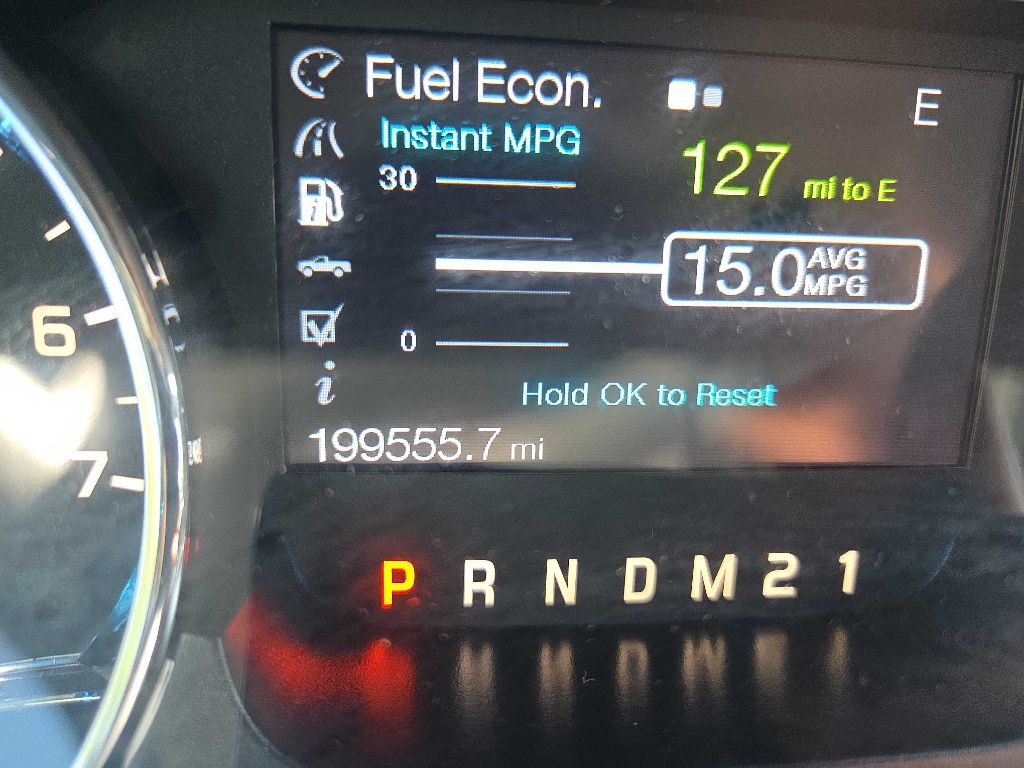 Fuel Econ.
E
Instant MPG
30
127 mi to E
15.0 AVG MPG
0
Hold OK to Reset
199555.7 mi
6
7
P R N D M 2 1